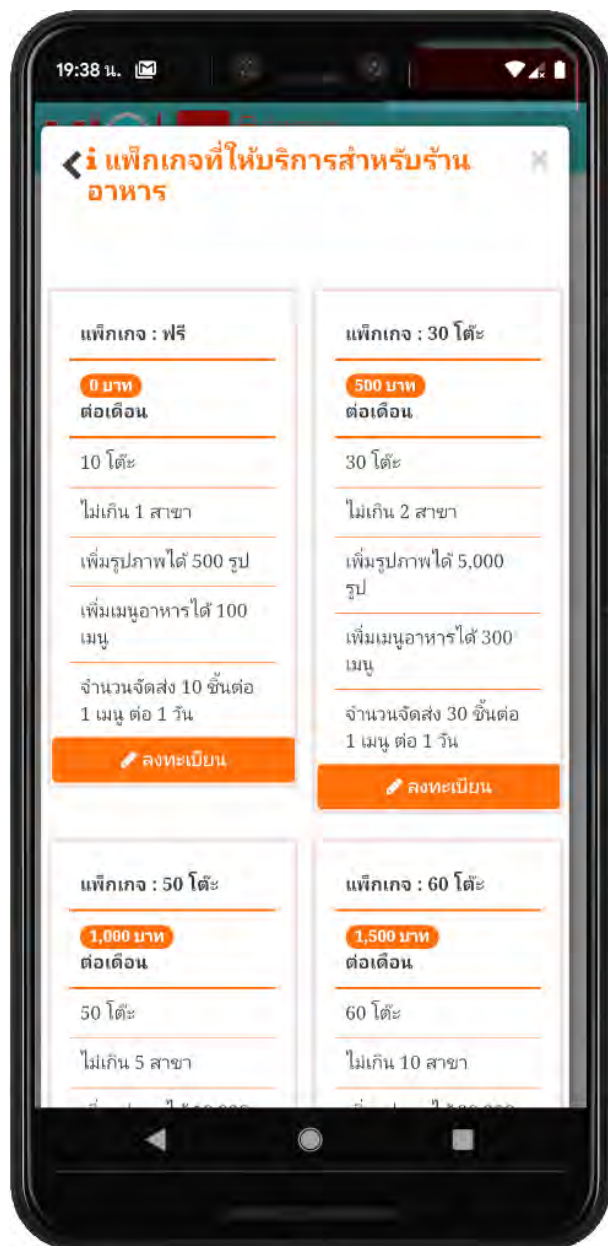 19:38 น.
แพ็กเกจที่ให้บริการสำหรับร้าน
อาหาร
×
แพ็กเกจ : ฟรี
0 บาท
ต่อเดือน
10 โต๊ะ
ไม่เกิน 1 สาขา
เพิ่มรูปภาพได้ 500 รูป
เพิ่มเมนูอาหารได้ 100
เมนู
จำนวนจัดส่ง 10 ชิ้นต่อ
1 เมนู ต่อ 1 วัน
ลงทะเบียน
แพ็กเกจ : 30 โต๊ะ
500 บาท
ต่อเดือน
30 โต๊ะ
ไม่เกิน 2 สาขา
เพิ่มรูปภาพได้ 5,000
รูป
เพิ่มเมนูอาหารได้ 300
เมนู
จำนวนจัดส่ง 30 ชิ้นต่อ
1 เมนู ต่อ 1 วัน
ลงทะเบียน
แพ็กเกจ : 50 โต๊ะ
1,000 บาท
ต่อเดือน
50 โต๊ะ
ไม่เกิน 5 สาขา
แพ็กเกจ : 60 โต๊ะ
1,500 บาท
ต่อเดือน
60 โต๊ะ
ไม่เกิน 10 สาขา